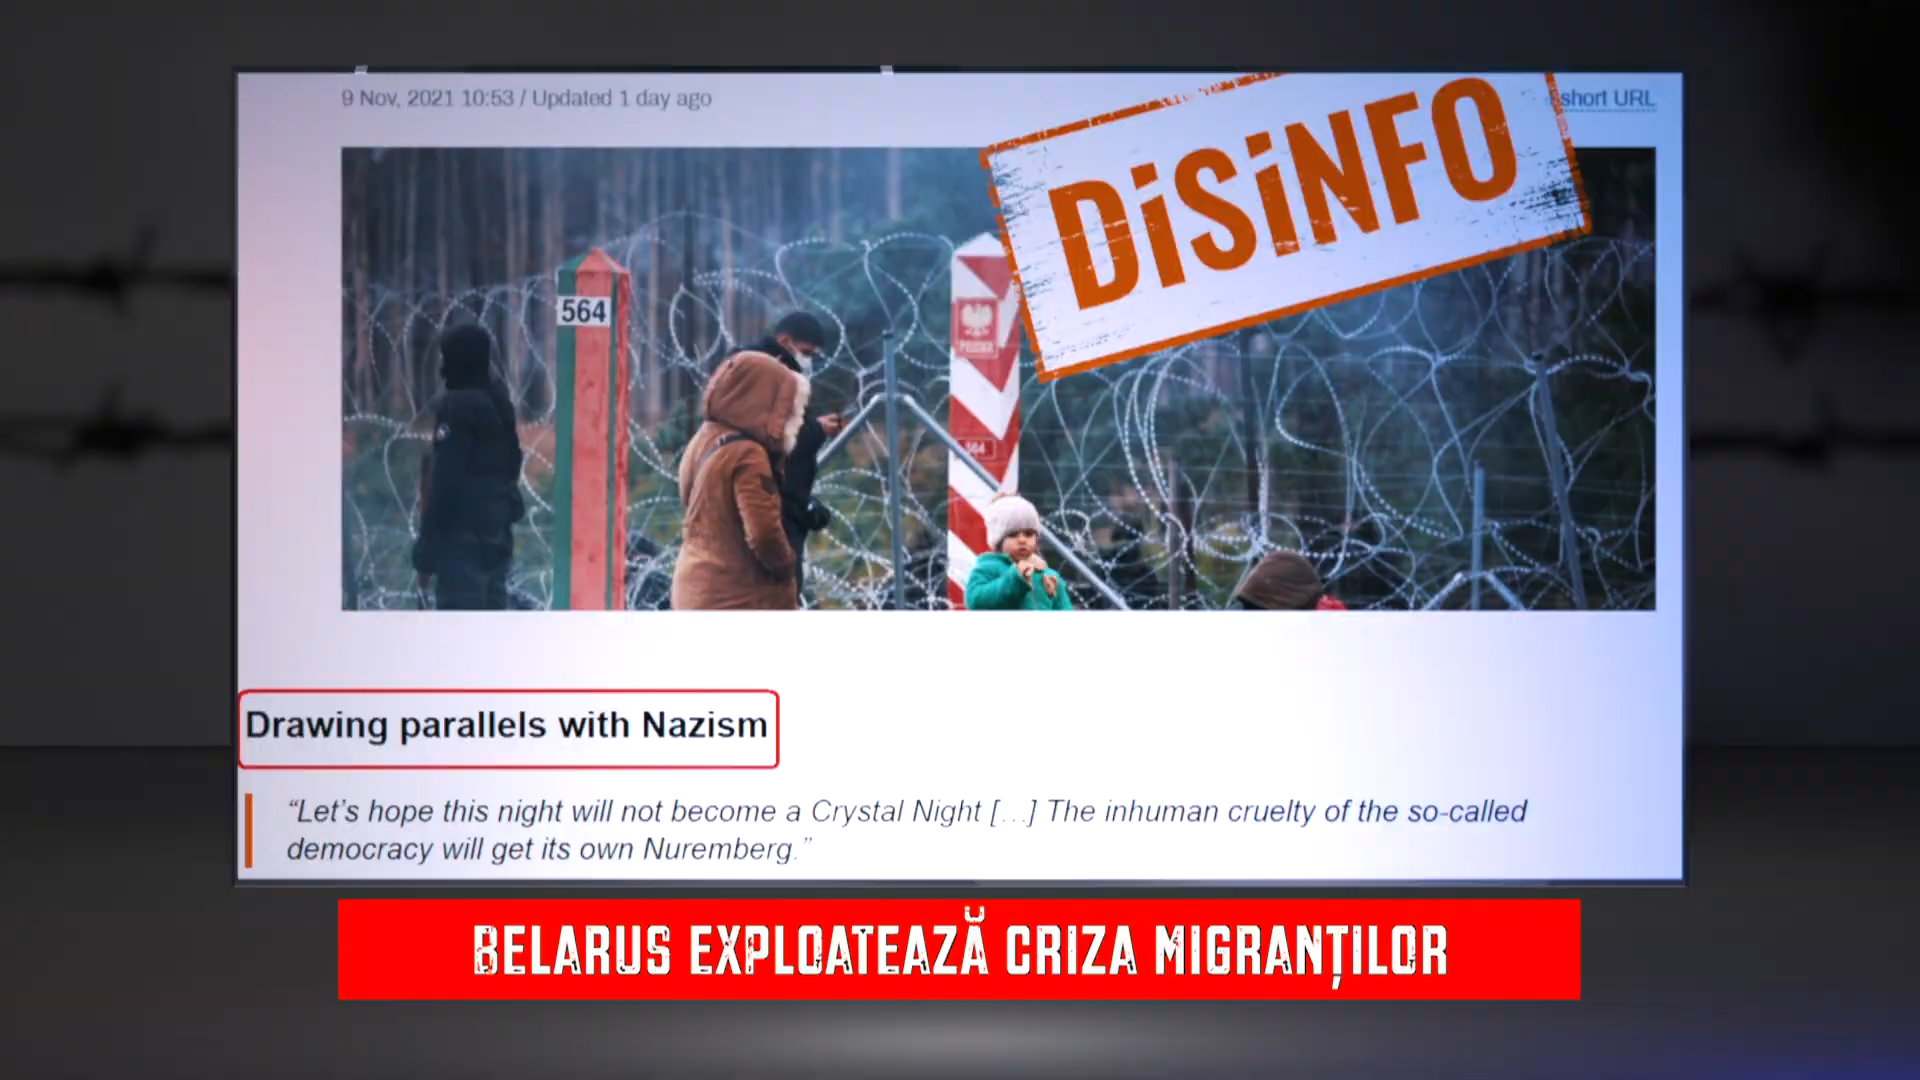 9 Nov, 2021 10:53 / Updated 1 day ago
short URL
DiSiNFO
564
564
Drawing parallels with Nazism
“Let’s hope this night will not become a Crystal Night [...] The inhuman cruelty of the so-called
democracy will get its own Nuremberg.”
BELARUS EXPLOATEAZĂ CRIZA MIGRANȚILOR